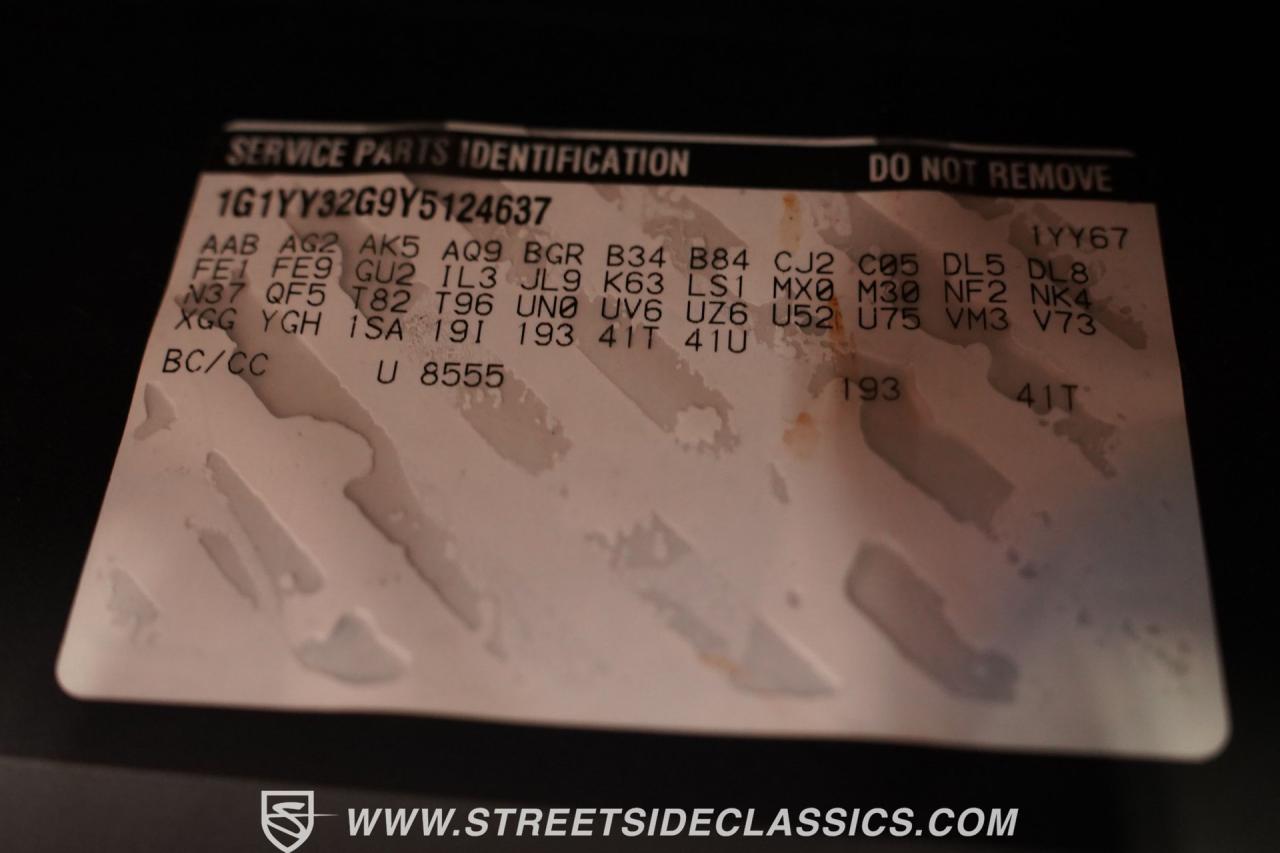 SERVICE PARTS IDENTIFICATION DO NOT REMOVE
1G1YY32G9Y5124637 1YY67
AAB AG2 AK5 AQ9 BGR B34 B84 CJ2 C05 DL5 DL8
FE1 FE9 GU2 IL3 JL9 K63 LS1 MX0 M30 NF2 NK4
N37 QF5 T82 T96 UN0 UV6 UZ6 U52 U75 VM3 V73
XGG YGH 1SA 19I 193 41T 41U
BC/CC U 8555 193 41T
WWW.STREETSIDECLASSICS.COM